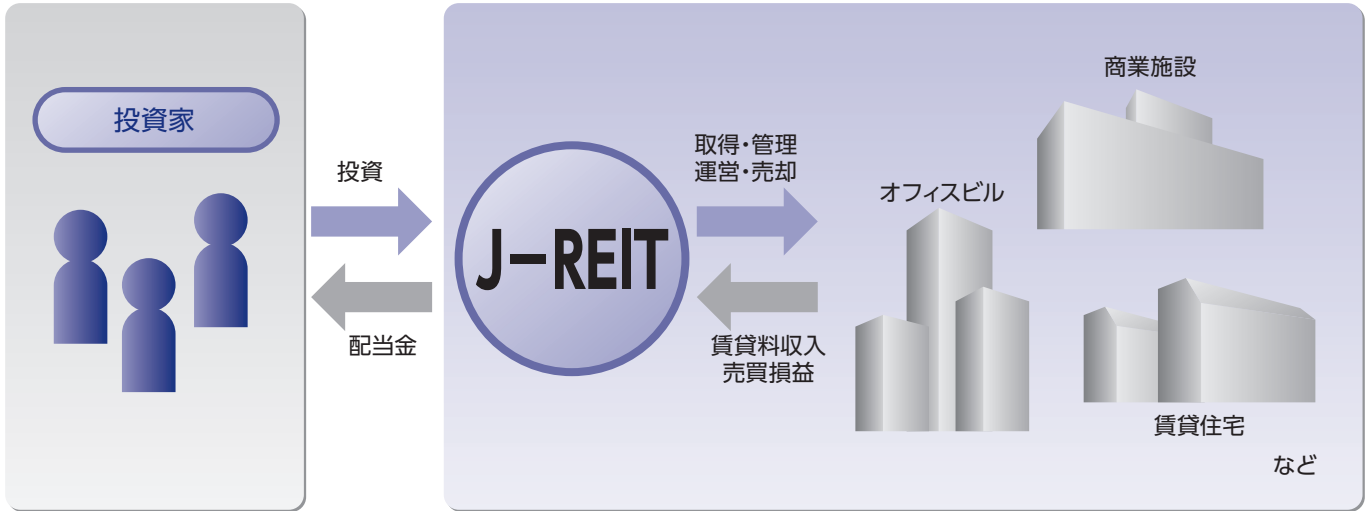 投資家
投資
配当金
J-REIT
取得・管理
運営・売却
賃貸料収入
売買損益
商業施設
オフィスビル
賃貸住宅
など